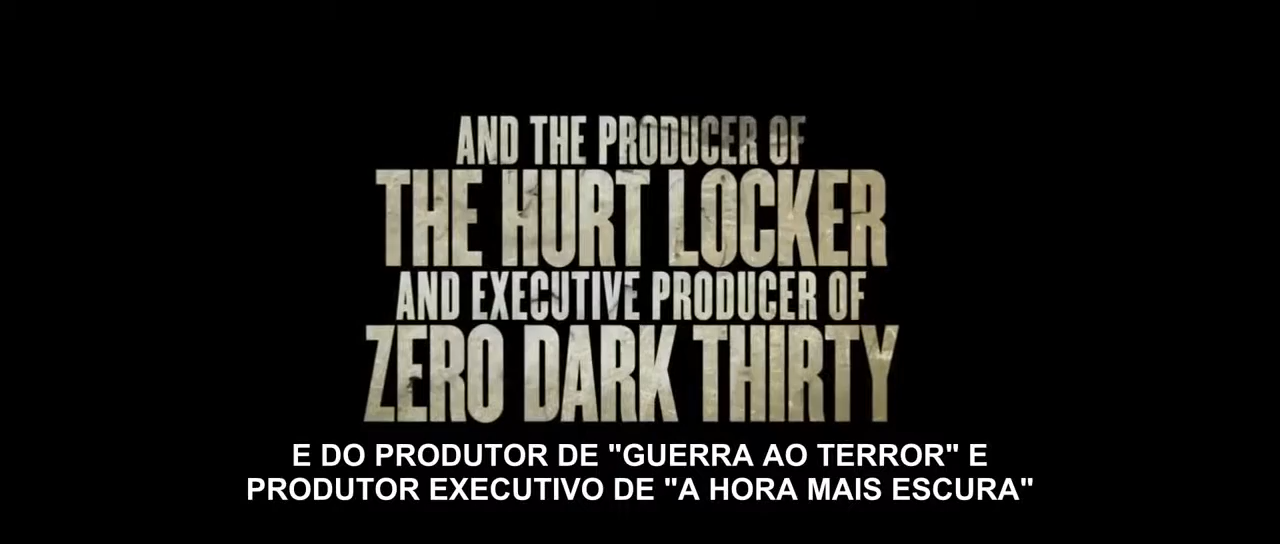 AND THE PRODUCER OF
THE HURT LOCKER
AND EXECUTIVE PRODUCER OF
ZERO DARK THIRTY
E DO PRODUTOR DE "GUERRA AO TERROR" E
PRODUTOR EXECUTIVO DE "A HORA MAIS ESCURA"